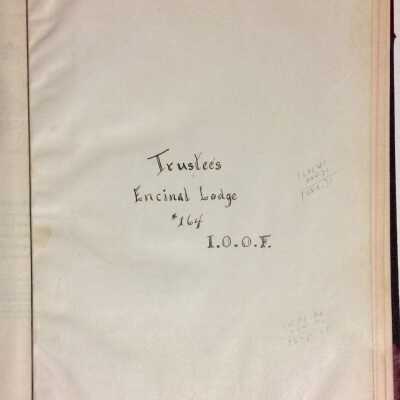 Trustees
Encinal Lodge
#164
I.O.O.F.